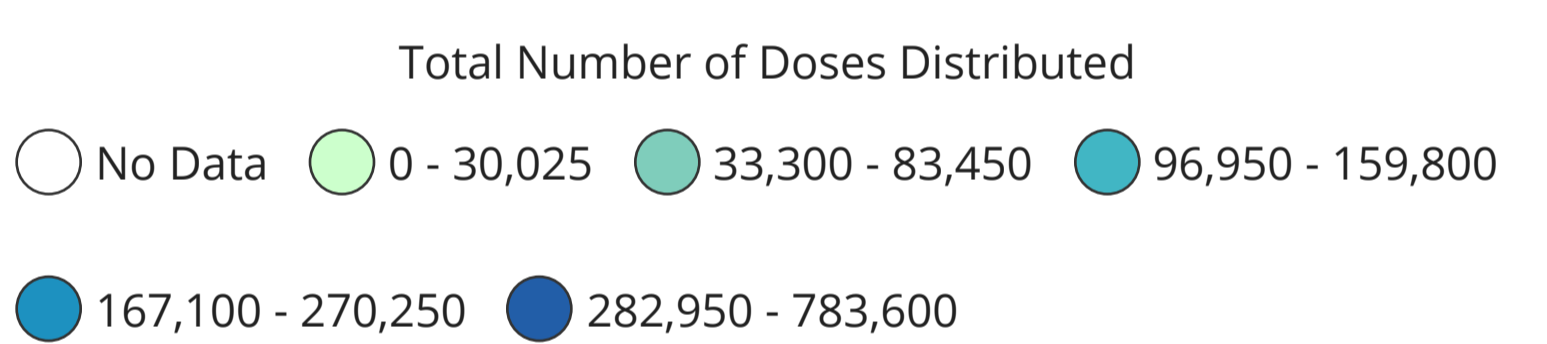 Total Number of Doses Distributed
No Data 0 - 30,025 33,300 - 83,450 96,950 - 159,800
167,100 - 270,250 282,950 - 783,600